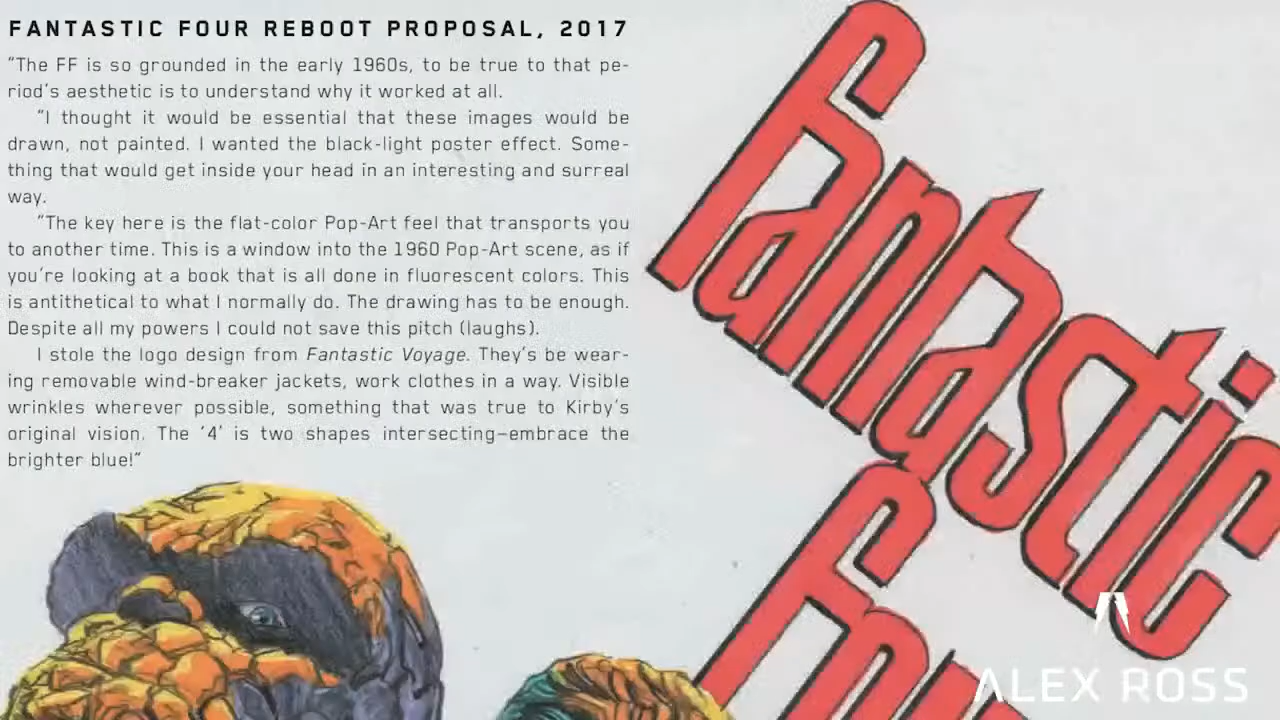 FANTASTIC FOUR REBOOT PROPOSAL, 2017
“The FF is so grounded in the early 1960s, to be true to that pe-
riod’s aesthetic is to understand why it worked at all.
“I thought it would be essential that these images would be
drawn, not painted. I wanted the black-light poster effect. Some-
thing that would get inside your head in an interesting and surreal
way.
“The key here is the flat-color Pop-Art feel that transports you
to another time. This is a window into the 1960 Pop-Art scene, as if
you’re looking at a book that is all done in fluorescent colors. This
is antithetical to what I normally do. The drawing has to be enough.
Despite all my powers I could not save this pitch (laughs).
I stole the logo design from Fantastic Voyage. They’s be wear-
ing removable wind-breaker jackets, work clothes in a way. Visible
wrinkles wherever possible, something that was true to Kirby’s
original vision. The ‘4’ is two shapes intersecting—embrace the
brighter blue!”
Fantastic
Four
ALEX ROSS